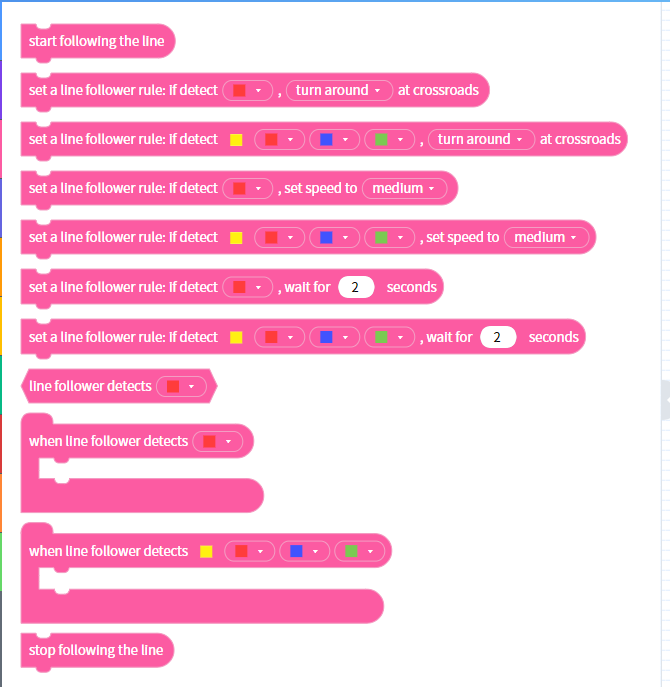 start following the line
set a line follower rule: if detect , turn around at crossroads
set a line follower rule: if detect , turn around at crossroads
set a line follower rule: if detect , set speed to medium
set a line follower rule: if detect , set speed to medium
set a line follower rule: if detect , wait for 2 seconds
set a line follower rule: if detect , wait for 2 seconds
line follower detects
when line follower detects
when line follower detects
stop following the line